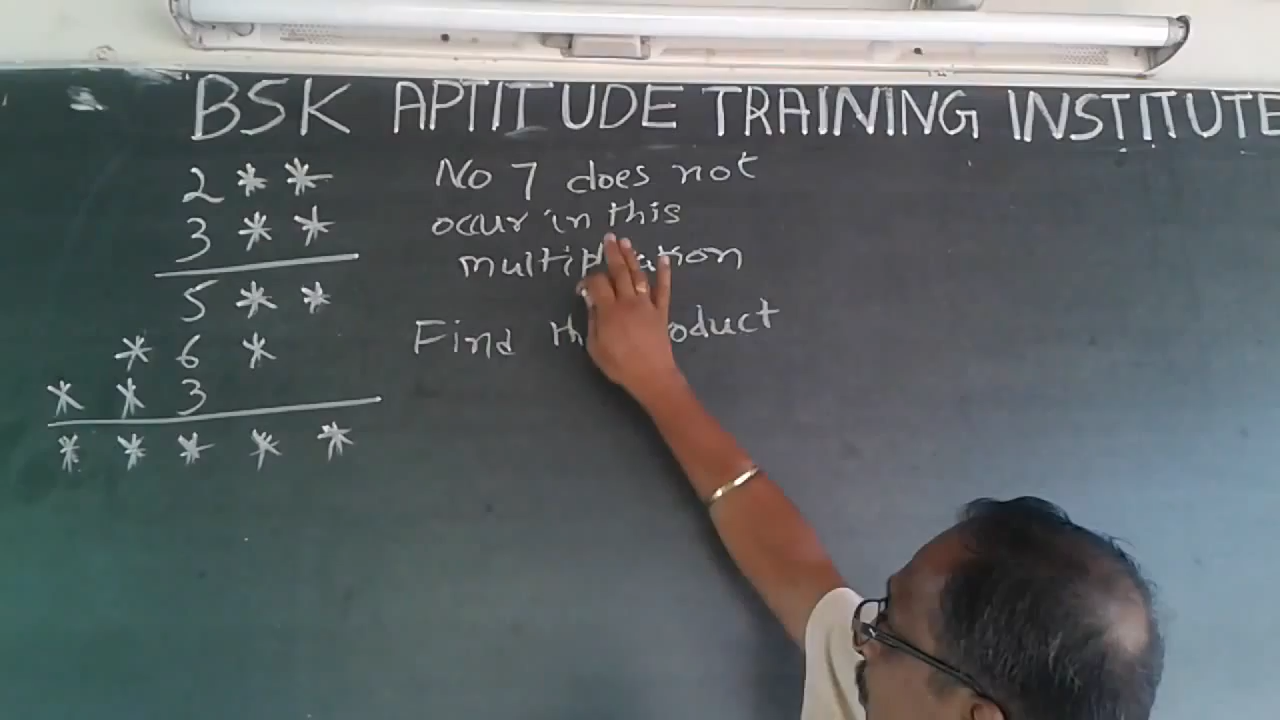 BSK APTITUDE TRAINING INSTITUTE
2 * * No 7 does not
3 * * occur in this
5 * *
* 6 * Find
* * 3
* * * * *